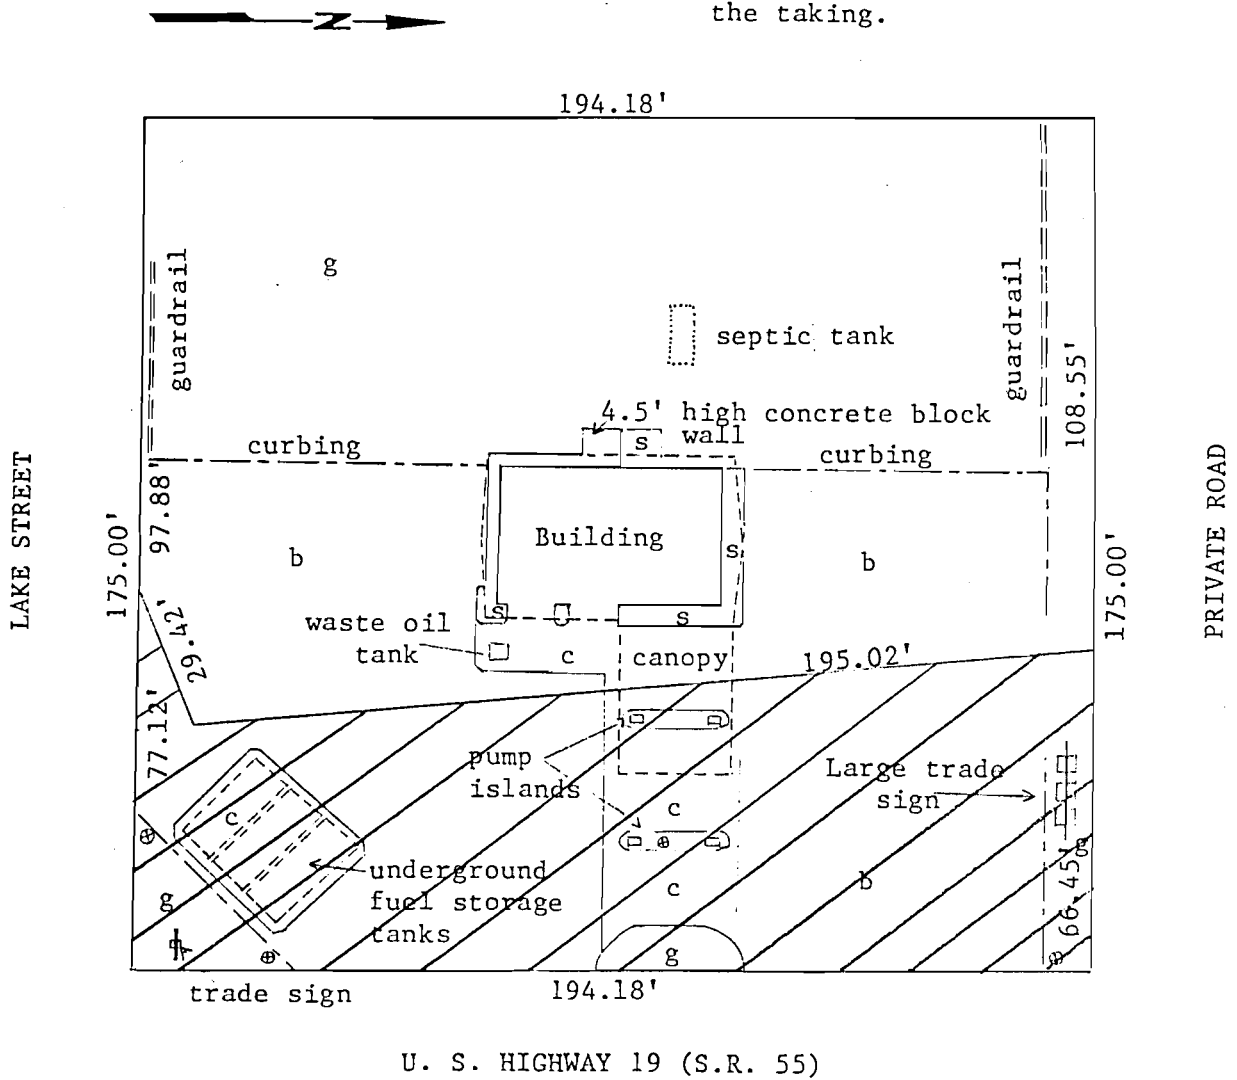 the taking.
N
194.18'
g
guardrail
guardrail
septic tank
108.55'
4.5' high concrete block
wall
s
curbing
curbing
LAKE STREET
PRIVATE ROAD
175.00'
97.88'
175.00'
Building
b
s
b
29.42'
s
s
waste oil
tank
c
canopy
195.02'
77.12'
pump
islands
Large trade
sign
c
c
underground
fuel storage
tanks
c
b
g
66.45'
g
g
trade sign
194.18'
U. S. HIGHWAY 19 (S.R. 55)